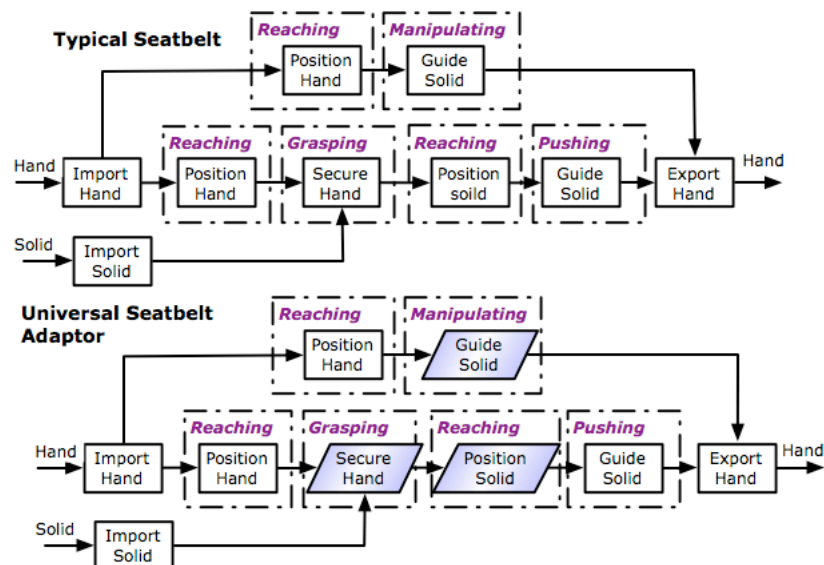 Typical Seatbelt
Reaching
Manipulating
Position
Hand
Guide
Solid
Reaching
Grasping
Reaching
Pushing
Hand
Import
Hand
Position
Hand
Secure
Hand
Position
soild
Guide
Solid
Export
Hand
Hand
Solid
Import
Solid
Universal Seatbelt
Adaptor
Reaching
Manipulating
Position
Hand
Guide
Solid
Reaching
Grasping
Reaching
Pushing
Hand
Import
Hand
Position
Hand
Secure
Hand
Position
Solid
Guide
Solid
Export
Hand
Hand
Solid
Import
Solid